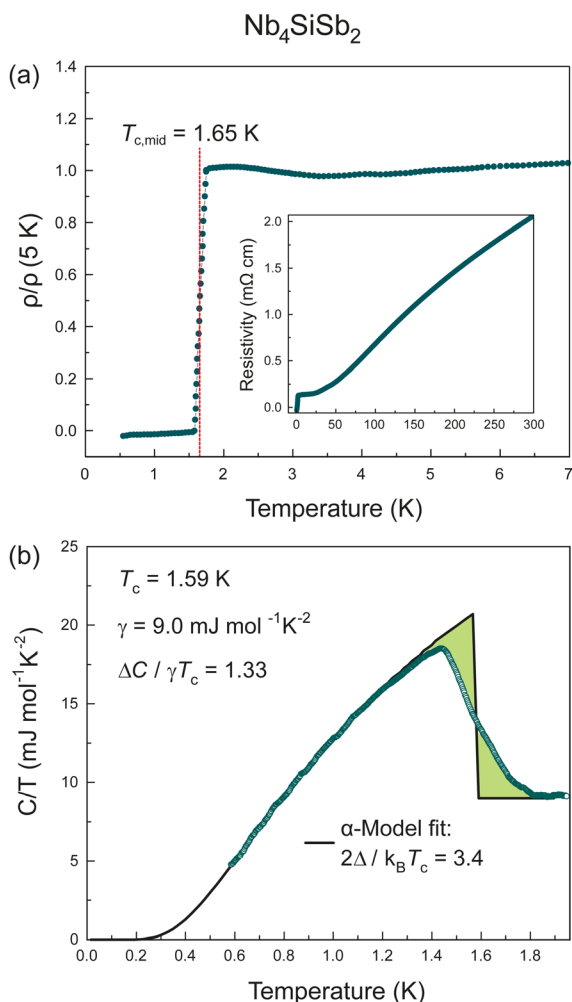 Nb₄SiSb₂
(a)
1.4
1.2
1.0
0.8
0.6
0.4
0.2
0.0
ρ/ρ (5 K)
T_c,mid = 1.65 K
Resistivity (mΩ cm)
2.0
1.5
1.0
0.5
0.0
0 50 100 150 200 250 300
0 1 2 3 4 5 6 7
Temperature (K)
(b)
25
20
15
10
5
0
C/T (mJ mol⁻¹K⁻²)
T_c = 1.59 K
γ = 9.0 mJ mol ⁻¹K⁻²
ΔC / γT_c = 1.33
α-Model fit:
2Δ / k_BT_c = 3.4
0.0 0.2 0.4 0.6 0.8 1.0 1.2 1.4 1.6 1.8
Temperature (K)